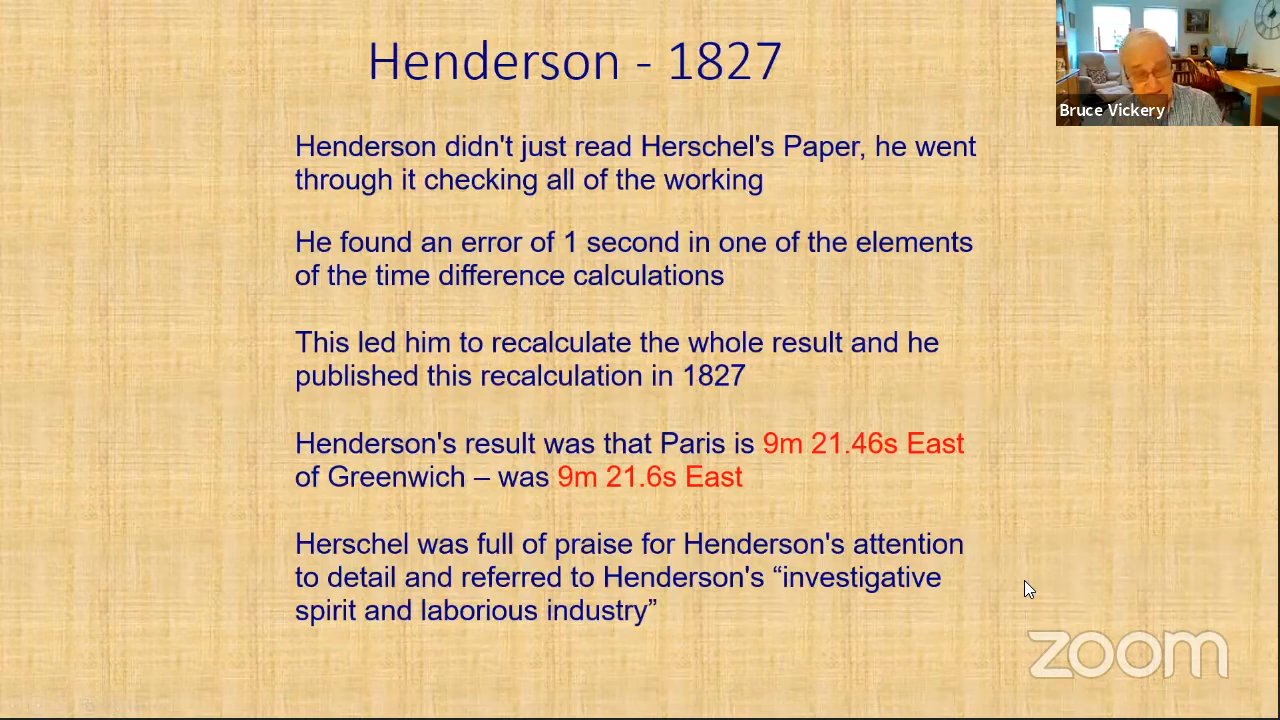 Henderson - 1827
Bruce Vickery
Henderson didn't just read Herschel's Paper, he went
through it checking all of the working
He found an error of 1 second in one of the elements
of the time difference calculations
This led him to recalculate the whole result and he
published this recalculation in 1827
Henderson's result was that Paris is 9m 21.46s East
of Greenwich – was 9m 21.6s East
Herschel was full of praise for Henderson's attention
to detail and referred to Henderson's “investigative
spirit and laborious industry”
zoom